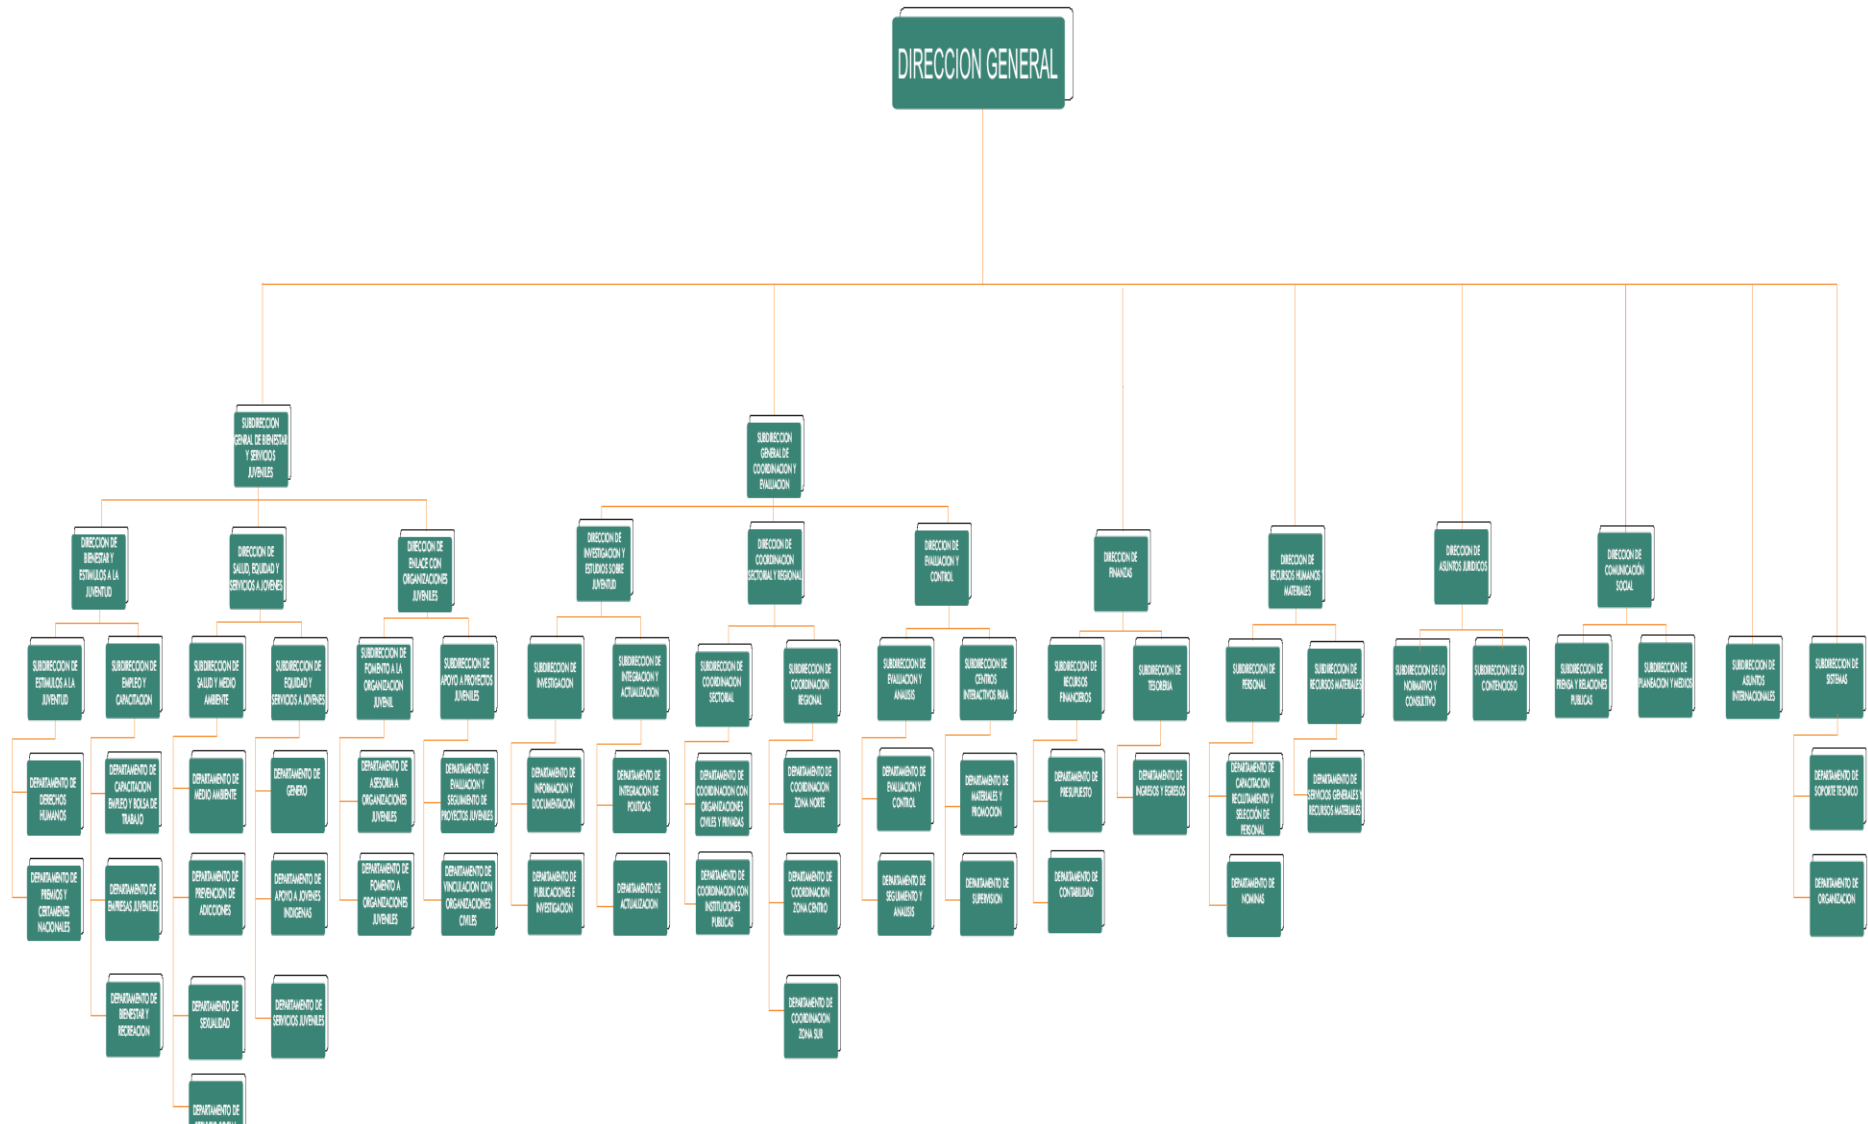 DIRECCION GENERAL
SUBDIRECCION
GENRAL DE BIENESTAR
Y SERVICIOS
JUVENILES
SUBDIRECCION
GENERAL DE
COORDINACION Y
EVALUACION
DIRECCION DE
BIENESTAR Y
ESTIMULOS A LA
JUVENTUD
DIRECCION DE
SALUD, EQUIDAD Y
SERVICIOS A JOVENES
DIRECCION DE
ENLACE CON
ORGANIZACIONES
JUVENILES
DIRECCION DE
INVESTIGACION Y
ESTUDIOS SOBRE
JUVENTUD
DIRECCION DE
COORDINACION
SECTORIAL Y REGIONAL
DIRECCION DE
EVALUACION Y
CONTROL
DIRECCION DE
FINANZAS
DIRECCION DE
RECURSOS HUMANOS
MATERIALES
DIRECCION DE
ASUNTOS JURIDICOS
DIRECCION DE
COMUNICACIÓN
SOCIAL
SUBDIRECCION DE
ESTIMULOS A LA
JUVENTUD
SUBDIRECCION DE
EMPLEO Y
CAPACITACION
SUBDIRECCION DE
SALUD Y MEDIO
AMBIENTE
SUBDIRECCION DE
EQUIDAD Y
SERVICIOS A JOVENES
SUBDIRECCION DE
FOMENTO A LA
ORGANIZACION
JUVENIL
SUBDIRECCION DE
APOYO A PROYECTOS
JUVENILES
SUBDIRECCION DE
INVESTIGACION
SUBDIRECCION DE
INTEGRACION Y
ACTUALIZACION
SUBDIRECCION DE
COORDINACION
SECTORIAL
SUBDIRECCION DE
COORDINACION
REGIONAL
SUBDIRECCION DE
EVALUACION Y
ANALISIS
SUBDIRECCION DE
CENTROS
INTERACTIVOS PARA
SUBDIRECCION DE
RECURSOS
FINANCIEROS
SUBDIRECCION DE
TESORERIA
SUBDIRECCION DE
PERSONAL
SUBDIRECCION DE
RECURSOS MATERIALES
SUBDIRECCION DE LO
NORMATIVO Y
CONSULTIVO
SUBDIRECCION DE LO
CONTENCIOSO
SUBDIRECCION DE
PRENSA Y RELACIONES
PUBLICAS
SUBDIRECCION DE
PLANEACION Y MEDIOS
SUBDIRECCION DE
ASUNTOS
INTERNACIONALES
SUBDIRECCION DE
SISTEMAS
DEPARTAMENTO DE
DERECHOS
HUMANOS
DEPARTAMENTO DE
CAPACITACION
EMPLEO Y BOLSA DE
TRABAJO
DEPARTAMENTO DE
MEDIO AMBIENTE
DEPARTAMENTO DE
GENERO
DEPARTAMENTO DE
ASESORIA A
ORGANIZACIONES
JUVENILES
DEPARTAMENTO DE
EVALUACION Y
SEGUIMIENTO DE
PROYECTOS JUVENILES
DEPARTAMENTO DE
INFORMACION Y
DOCUMENTACION
DEPARTAMENTO DE
INTEGRACION DE
POLITICAS
DEPARTAMENTO DE
COORDINACION CON
ORGANIZACIONES
CIVILES Y PRIVADAS
DEPARTAMENTO DE
COORDINACION
ZONA NORTE
DEPARTAMENTO DE
EVALUACION Y
CONTROL
DEPARTAMENTO DE
MATERIALES Y
PROMOCION
DEPARTAMENTO DE
PRESUPUESTO
DEPARTAMENTO DE
INGRESOS Y EGRESOS
DEPARTAMENTO DE
CAPACITACION
RECLUTAMIENTO Y
SELECCIÓN DE
PERSONAL
DEPARTAMENTO DE
SERVICIOS GENERALES Y
RECURSOS MATERIALES
DEPARTAMENTO DE
SOPORTE TECNICO
DEPARTAMENTO DE
PREMIOS Y
CERTAMENES
NACIONALES
DEPARTAMENTO DE
EMPRESAS JUVENILES
DEPARTAMENTO DE
PREVENCION DE
ADICCIONES
DEPARTAMENTO DE
APOYO A JOVENES
INDIGENAS
DEPARTAMENTO DE
FOMENTO A
ORGANIZACIONES
JUVENILES
DEPARTAMENTO DE
VINCULACION CON
ORGANIZACIONES
CIVILES
DEPARTAMENTO DE
PUBLICACIONES E
INVESTIGACION
DEPARTAMENTO DE
ACTUALIZACION
DEPARTAMENTO DE
COORDINACION CON
INSTITUCIONES
PUBLICAS
DEPARTAMENTO DE
COORDINACION
ZONA CENTRO
DEPARTAMENTO DE
SEGUIMIENTO Y
ANALISIS
DEPARTAMENTO DE
SUPERVISION
DEPARTAMENTO DE
CONTABILIDAD
DEPARTAMENTO DE
NOMINAS
DEPARTAMENTO DE
ORGANIZACION
DEPARTAMENTO DE
BIENESTAR Y
RECREACION
DEPARTAMENTO DE
SEXUALIDAD
DEPARTAMENTO DE
SERVICIOS JUVENILES
DEPARTAMENTO DE
COORDINACION
ZONA SUR
DEPARTAMENTO DE